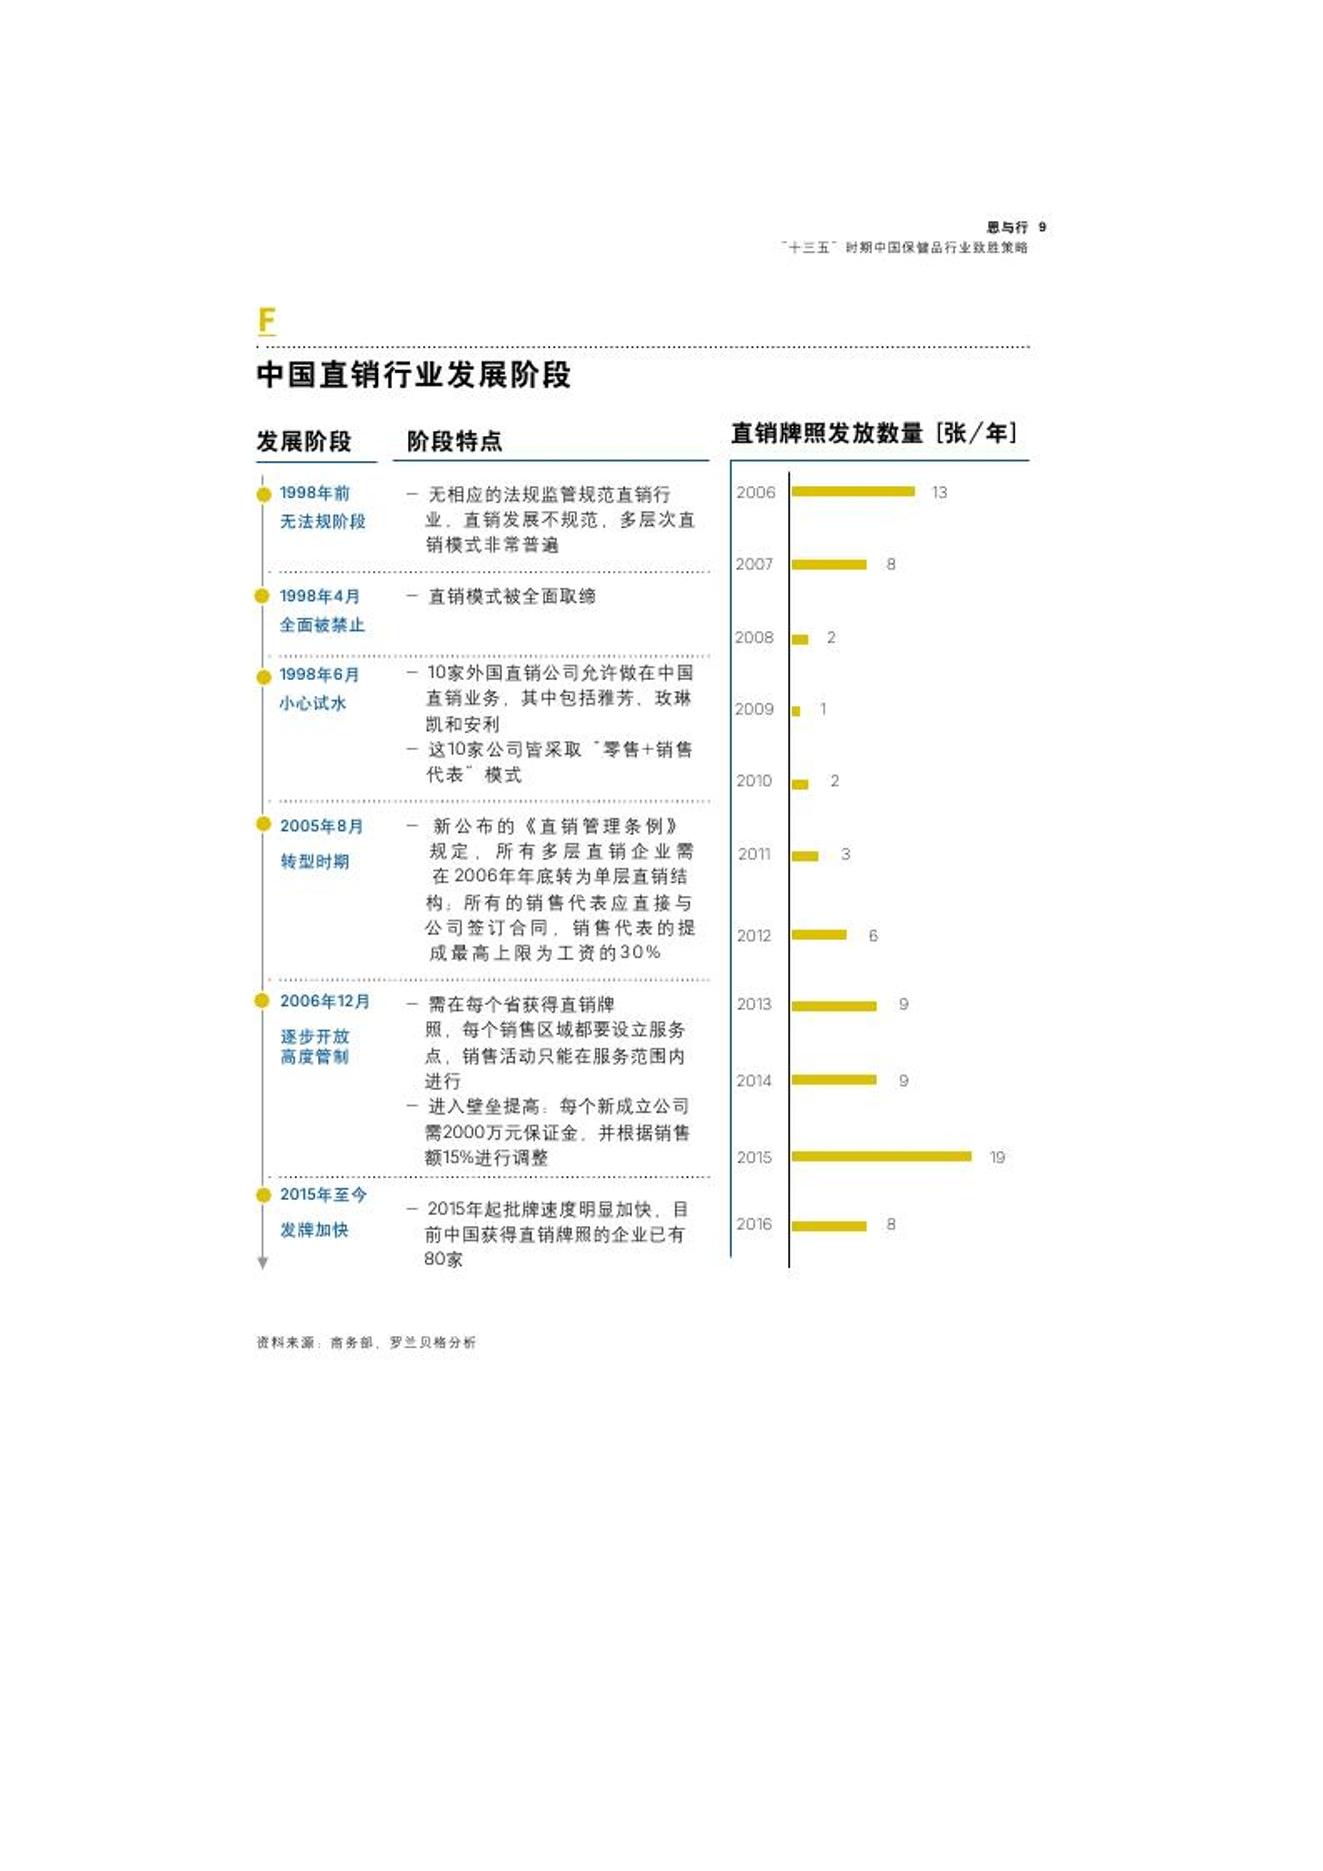 思与行 9
“十三五”时期中国保健品行业致胜策略
F
中国直销行业发展阶段
发展阶段
阶段特点
直销牌照发放数量 [张/年]
1998年前
无法规阶段
— 无相应的法规监管规范直销行
业，直销发展不规范，多层次直
销模式非常普遍
1998年4月
全面被禁止
— 直销模式被全面取缔
1998年6月
小心试水
— 10家外国直销公司允许做在中国
直销业务，其中包括雅芳、玫琳
凯和安利
— 这10家公司皆采取“零售+销售
代表”模式
2005年8月
转型时期
— 新公布的《直销管理条例》
规定，所有多层直销企业需
在2006年年底转为单层直销结
构；所有的销售代表应直接与
公司签订合同，销售代表的提
成最高上限为工资的30%
2006年12月
逐步开放
高度管制
— 需在每个省获得直销牌
照，每个销售区域都要设立服务
点，销售活动只能在服务范围内
进行
— 进入壁垒提高：每个新成立公司
需2000万元保证金，并根据销售
额15%进行调整
2015年至今
发牌加快
— 2015年起批牌速度明显加快，目
前中国获得直销牌照的企业已有
80家
2006 13
2007 8
2008 2
2009 1
2010 2
2011 3
2012 6
2013 9
2014 9
2015 19
2016 8
资料来源：商务部，罗兰贝格分析